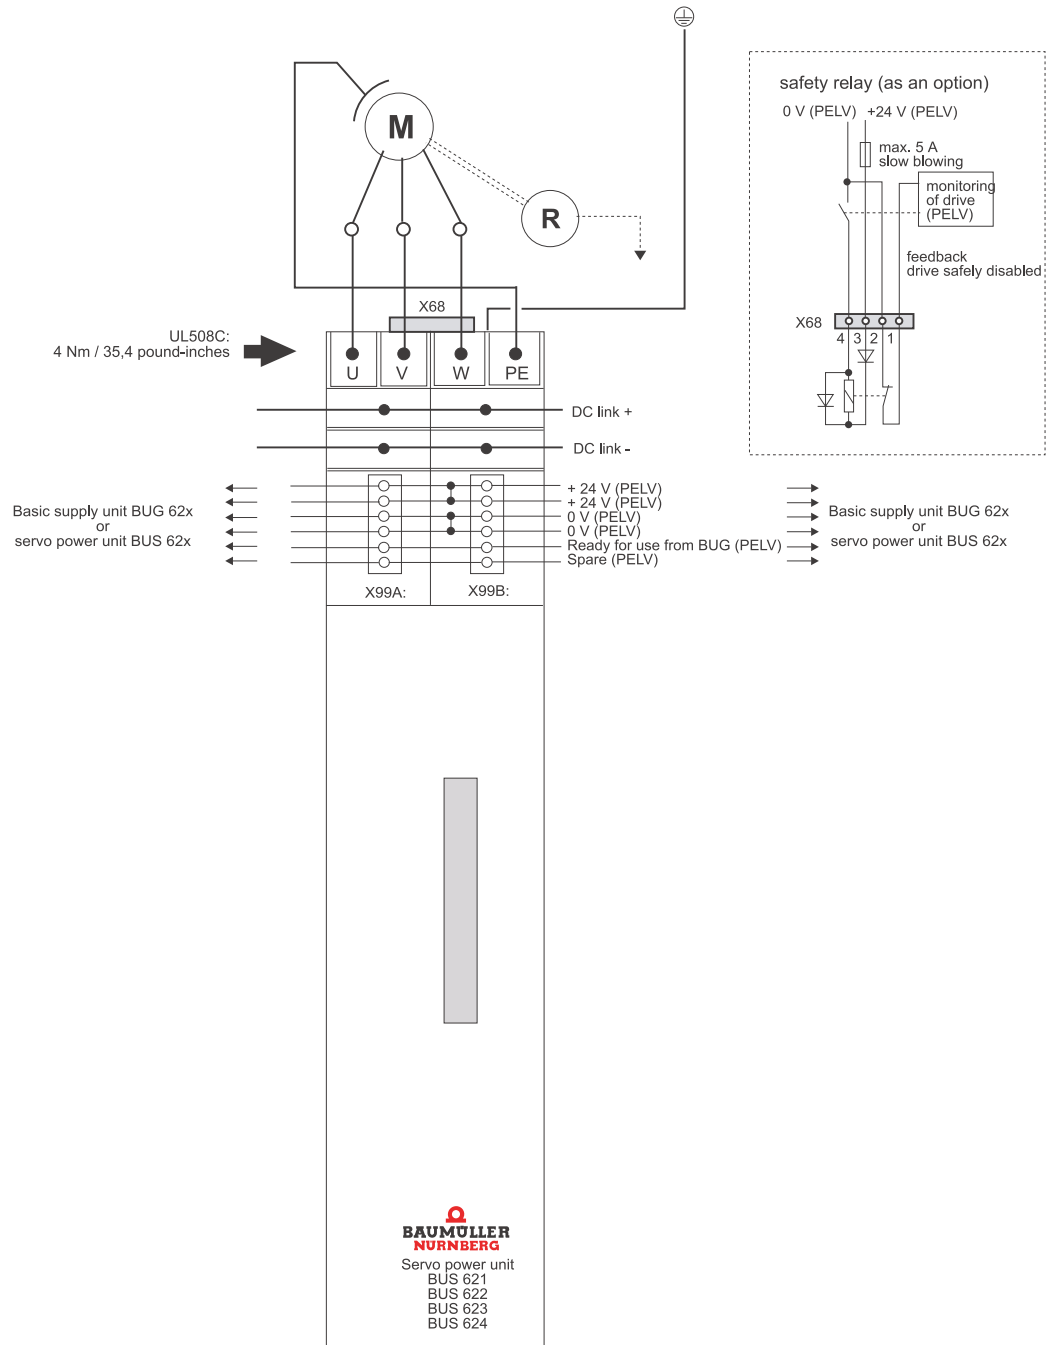 safety relay (as an option)
0 V (PELV) +24 V (PELV)
max. 5 A
slow blowing
monitoring
of drive
(PELV)
feedback
drive safely disabled
X68
4 3 2 1
M
R
X68
UL508C:
4 Nm / 35,4 pound-inches
U V W PE
DC link +
DC link -
Basic supply unit BUG 62x
or
servo power unit BUS 62x
+ 24 V (PELV)
+ 24 V (PELV)
0 V (PELV)
0 V (PELV)
Ready for use from BUG (PELV)
Spare (PELV)
Basic supply unit BUG 62x
or
servo power unit BUS 62x
X99A: X99B:
BAUMÜLLER
NÜRNBERG
Servo power unit
BUS 621
BUS 622
BUS 623
BUS 624